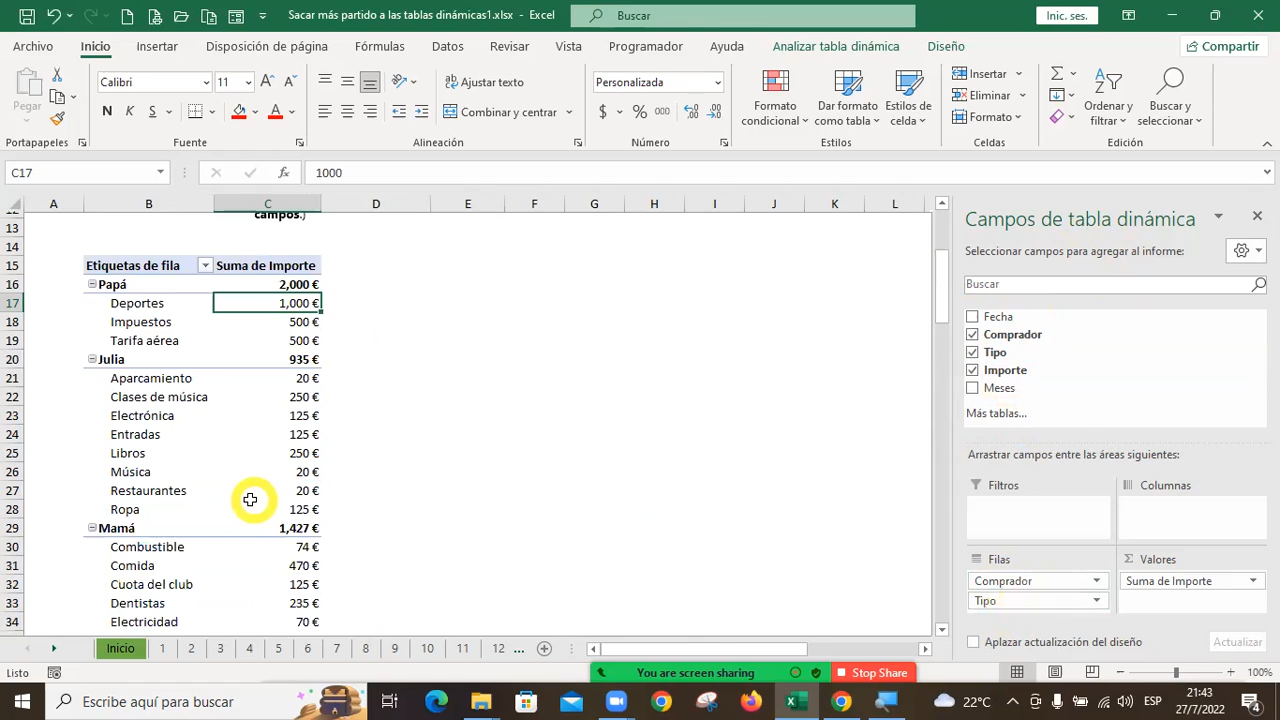 Sacar más partido a las tablas dinámicas1.xlsx - Excel
Buscar
Inic. ses.
Archivo Inicio Insertar Disposición de página Fórmulas Datos Revisar Vista Programador Ayuda Analizar tabla dinámica Diseño Compartir
Pegar
Calibri 11
N K S
Ajustar texto
Combinar y centrar
Personalizada
$ % 000
Formato condicional
Dar formato como tabla
Estilos de celda
Insertar
Eliminar
Formato
Ordenar y filtrar
Buscar y seleccionar
Portapapeles Fuente Alineación Número Estilos Celdas Edición
C17 fx 1000
A B C D E F G H I J K L
campos.)
13
14
15 Etiquetas de fila Suma de Importe
16 Papá 2,000 €
17 Deportes 1,000 €
18 Impuestos 500 €
19 Tarifa aérea 500 €
20 Julia 935 €
21 Aparcamiento 20 €
22 Clases de música 250 €
23 Electrónica 125 €
24 Entradas 125 €
25 Libros 250 €
26 Música 20 €
27 Restaurantes 20 €
28 Ropa 125 €
29 Mamá 1,427 €
30 Combustible 74 €
31 Comida 470 €
32 Cuota del club 125 €
33 Dentistas 235 €
34 Electricidad 70 €
Campos de tabla dinámica
Seleccionar campos para agregar al informe:
Buscar
Fecha
Comprador
Tipo
Importe
Meses
Más tablas...
Arrastrar campos entre las áreas siguientes:
Filtros Columnas
Filas Σ Valores
Comprador Suma de Importe
Tipo
Aplazar actualización del diseño Actualizar
Inicio 1 2 3 4 5 6 7 8 9 10 11 12 ...
Listo
You are screen sharing Stop Share
100%
Escribe aquí para buscar
22°C
ESP
21:43
27/7/2022
4